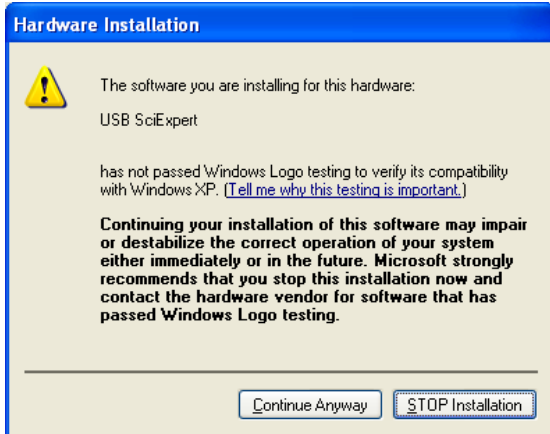 Hardware Installation
The software you are installing for this hardware:
USB SciExpert
has not passed Windows Logo testing to verify its compatibility
with Windows XP. (Tell me why this testing is important.)
Continuing your installation of this software may impair
or destabilize the correct operation of your system
either immediately or in the future. Microsoft strongly
recommends that you stop this installation now and
contact the hardware vendor for software that has
passed Windows Logo testing.
Continue Anyway STOP Installation